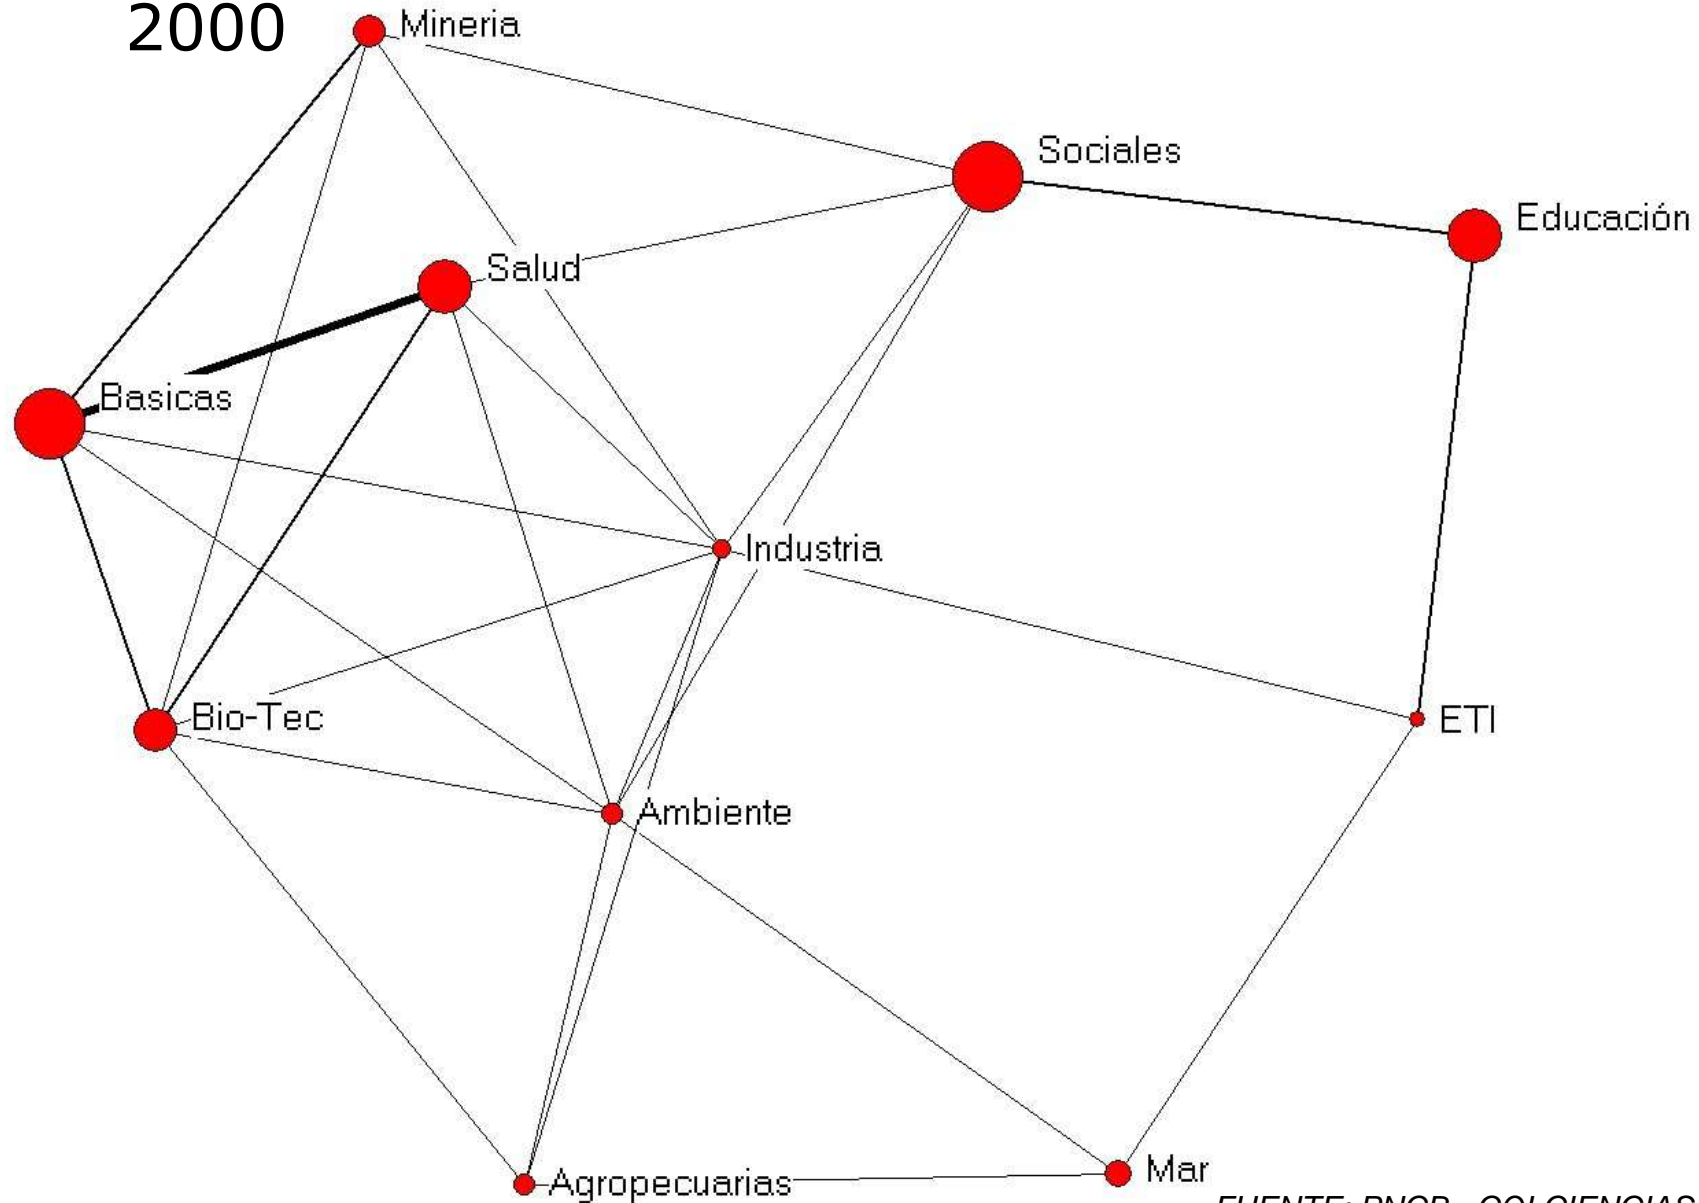 2000
Mineria
Sociales
Educación
Salud
Basicas
Industria
Bio-Tec
ETI
Ambiente
Agropecuarias
Mar